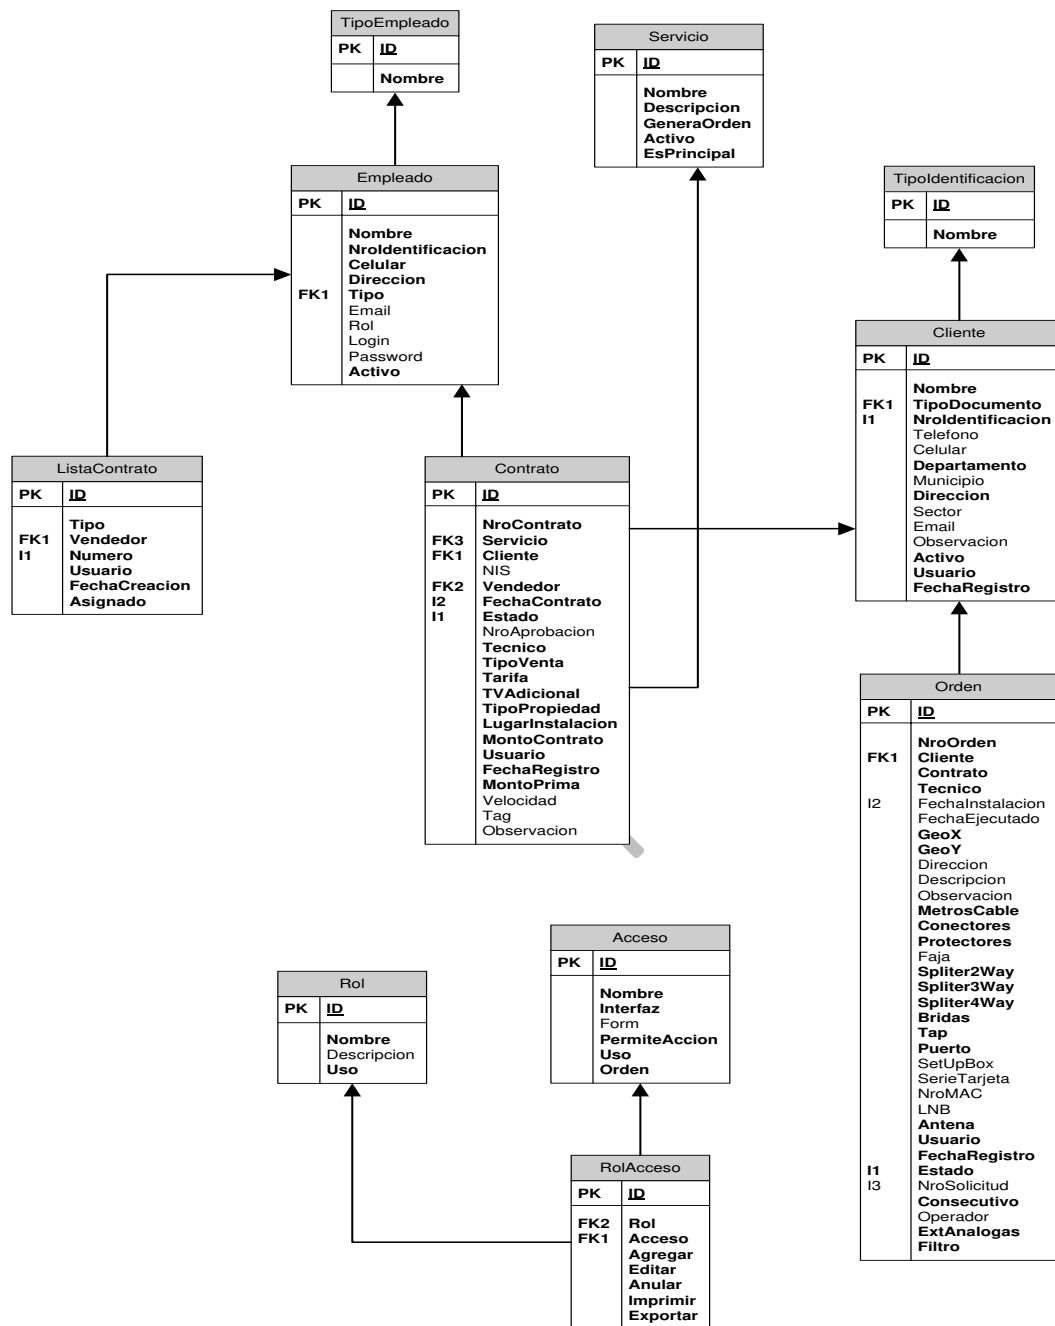 TipoEmpleado
PK ID
Nombre
Servicio
PK ID
Nombre
Descripcion
GeneraOrden
Activo
EsPrincipal
Empleado
PK ID
Nombre
NroIdentificacion
Celular
Direccion
FK1 Tipo
Email
Rol
Login
Password
Activo
TipoIdentificacion
PK ID
Nombre
Cliente
PK ID
Nombre
FK1 TipoDocumento
I1 NroIdentificacion
Telefono
Celular
Departamento
Municipio
Direccion
Sector
Email
Observacion
Activo
Usuario
FechaRegistro
ListaContrato
PK ID
Tipo
FK1 Vendedor
I1 Numero
Usuario
FechaCreacion
Asignado
Contrato
PK ID
NroContrato
FK3 Servicio
FK1 Cliente
NIS
FK2 Vendedor
I2 FechaContrato
I1 Estado
NroAprobacion
Tecnico
TipoVenta
Tarifa
TVAdicional
TipoPropiedad
LugarInstalacion
MontoContrato
Usuario
FechaRegistro
MontoPrima
Velocidad
Tag
Observacion
Orden
PK ID
NroOrden
FK1 Cliente
Contrato
Tecnico
I2 FechaInstalacion
FechaEjecutado
GeoX
GeoY
Direccion
Descripcion
Observacion
MetrosCable
Conectores
Protectores
Faja
Spliter2Way
Spliter3Way
Spliter4Way
Bridas
Tap
Puerto
SetUpBox
SerieTarjeta
NroMAC
LNB
Antena
Usuario
FechaRegistro
I1 Estado
I3 NroSolicitud
Consecutivo
Operador
ExtAnalogas
Filtro
Acceso
PK ID
Nombre
Interfaz
Form
PermiteAccion
Uso
Orden
Rol
PK ID
Nombre
Descripcion
Uso
RolAcceso
PK ID
FK2 Rol
FK1 Acceso
Agregar
Editar
Anular
Imprimir
Exportar